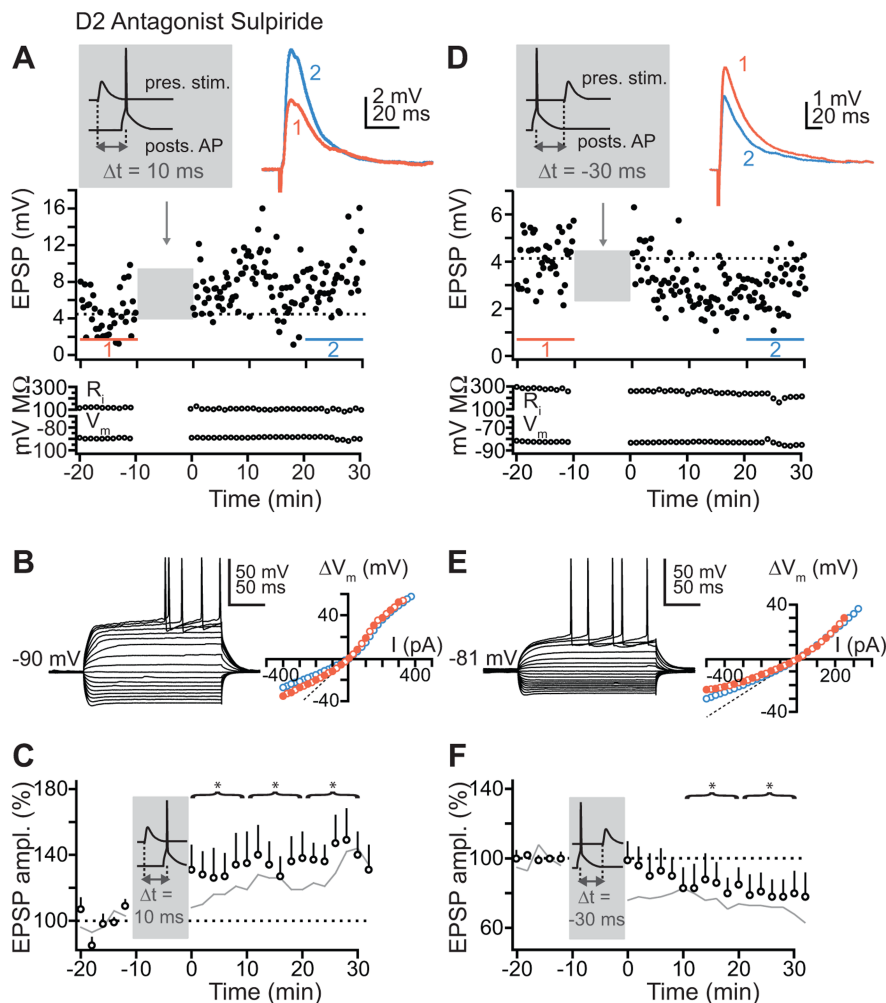 D2 Antagonist Sulpiride
A
pres. stim.
posts. AP
Δt = 10 ms
2
1
2 mV
20 ms
EPSP (mV)
16
12
8
4
0
1
2
mV MΩ
300
100
-80
-100
Ri
Vm
-20 -10 0 10 20 30
Time (min)
D
pres. stim.
posts. AP
Δt = -30 ms
1
2
1 mV
20 ms
EPSP (mV)
6
4
2
0
1
2
mV MΩ
300
100
-70
-90
Ri
Vm
-20 -10 0 10 20 30
Time (min)
B
-90 mV
50 mV
50 ms
ΔVm (mV)
40
I (pA)
-400 400
-40
E
-81 mV
50 mV
50 ms
ΔVm (mV)
40
I (pA)
-400 200
-40
C
EPSP ampl. (%)
180
140
100
* * *
Δt =
10 ms
-20 -10 0 10 20 30
Time (min)
F
EPSP ampl. (%)
140
100
60
* *
Δt =
-30 ms
-20 -10 0 10 20 30
Time (min)